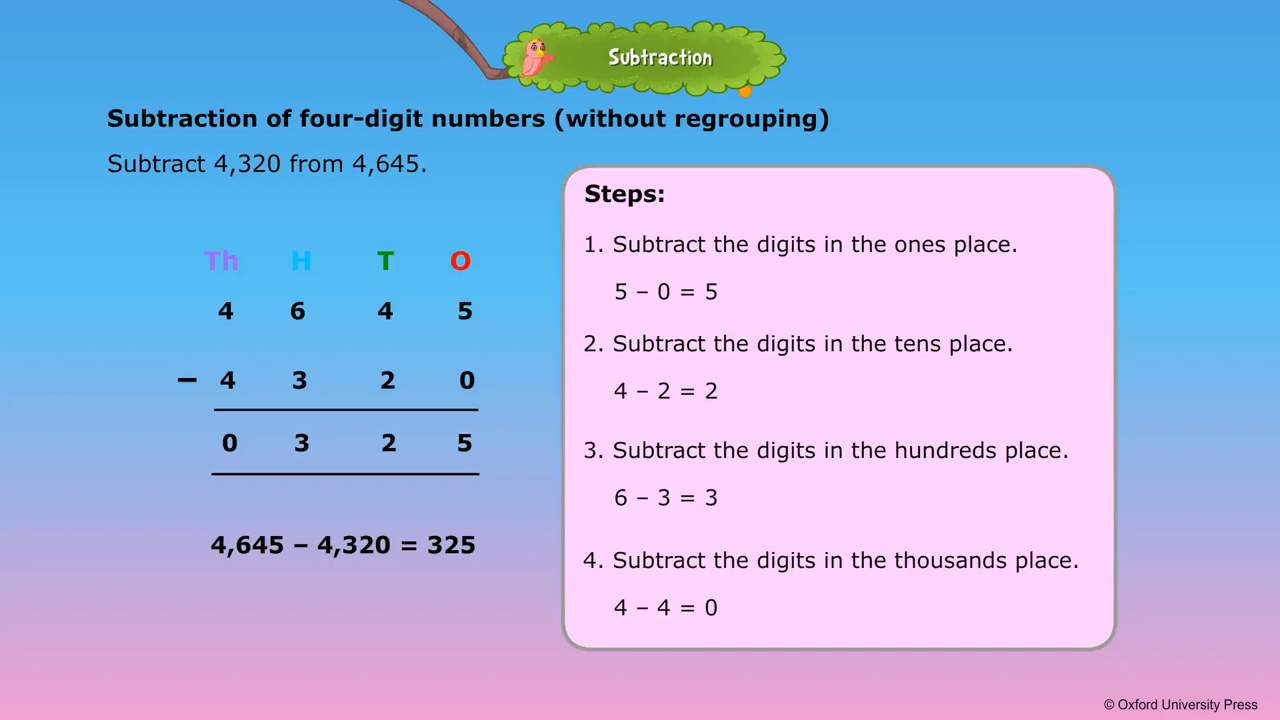 Subtraction
Subtraction of four-digit numbers (without regrouping)
Subtract 4,320 from 4,645.
Th H T O
4 6 4 5
– 4 3 2 0
0 3 2 5
4,645 – 4,320 = 325
Steps:
1. Subtract the digits in the ones place.
5 – 0 = 5
2. Subtract the digits in the tens place.
4 – 2 = 2
3. Subtract the digits in the hundreds place.
6 – 3 = 3
4. Subtract the digits in the thousands place.
4 – 4 = 0
© Oxford University Press